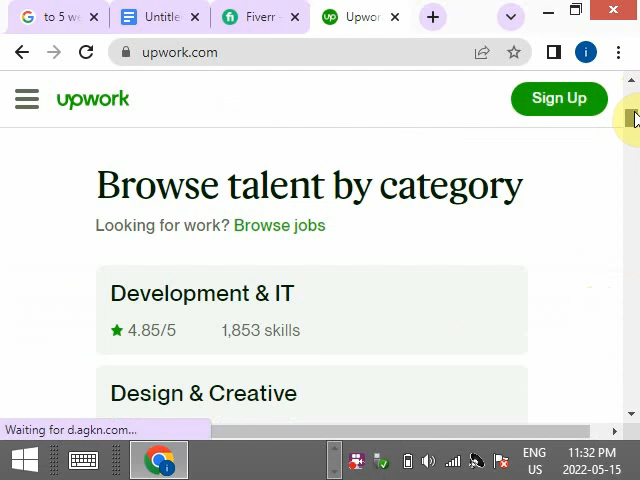 to 5 we
Untitle
Fiverr -
Upwor
upwork.com
upwork
Sign Up
Browse talent by category
Looking for work? Browse jobs
Development & IT
4.85/5 1,853 skills
Design & Creative
Waiting for d.agkn.com...
ENG 11:32 PM
US 2022-05-15